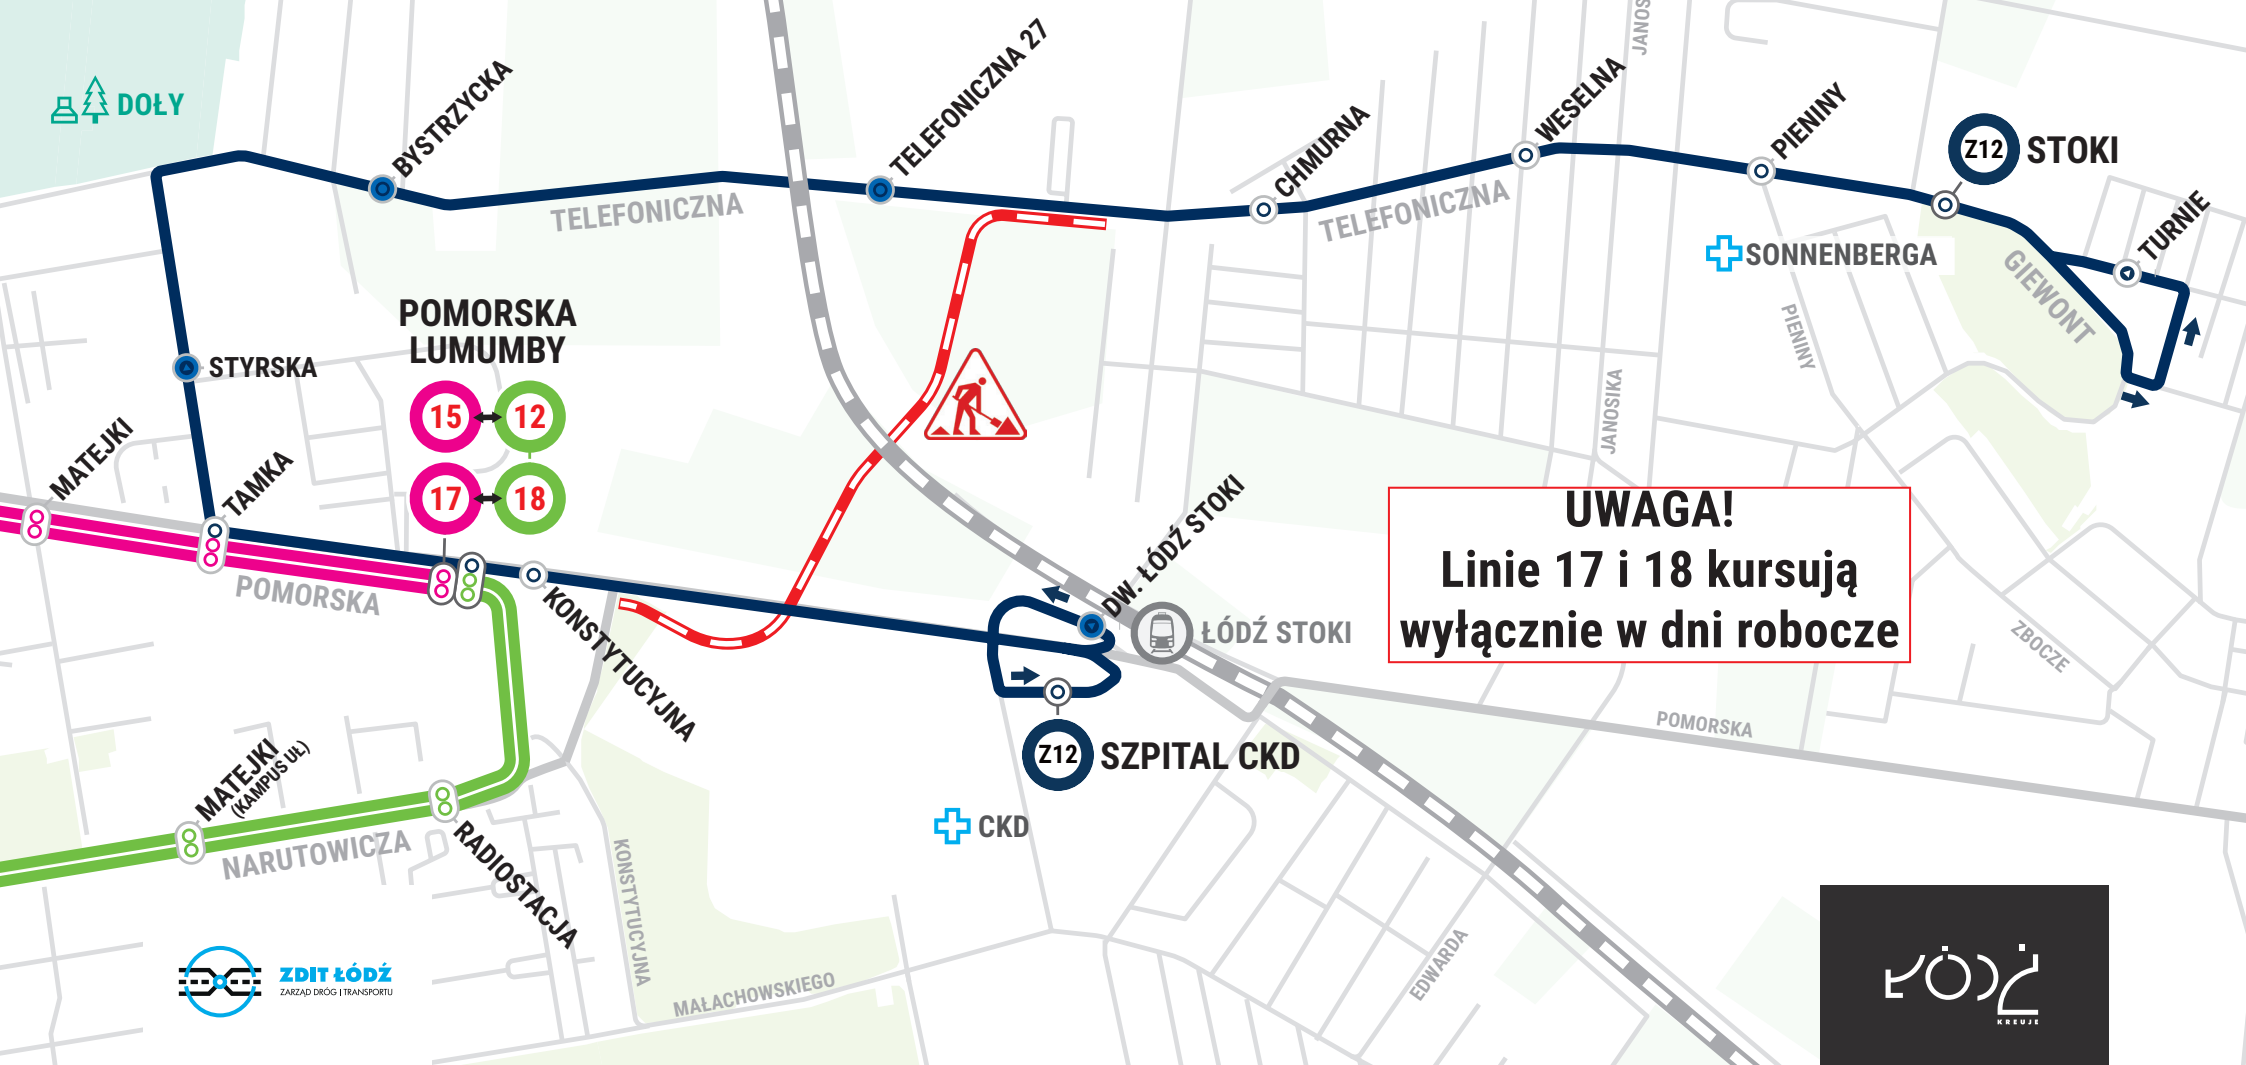 DOŁY
BYSTRZYCKA
TELEFONICZNA 27
CHMURNA
WESELNA
JANOS
PIENINY
Z12
STOKI
TURNIE
TELEFONICZNA
TELEFONICZNA
SONNENBERGA
GIEWONT
PIENINY
POMORSKA
LUMUMBY
15
12
17
18
STYRSKA
MATEJKI
TAMKA
JANOSIKA
POMORSKA
KONSTYTUCYJNA
DW. ŁÓDŹ STOKI
ŁÓDŹ STOKI
UWAGA!
Linie 17 i 18 kursują
wyłącznie w dni robocze
ZBOCZE
POMORSKA
Z12
SZPITAL CKD
CKD
MATEJKI
(KAMPUS UŁ)
NARUTOWICZA
RADIOSTACJA
KONSTYTUCYJNA
MAŁACHOWSKIEGO
EDWARDA
ZDIT ŁÓDŹ
ZARZĄD DRÓG I TRANSPORTU
ŁÓDŹ
KREUJE